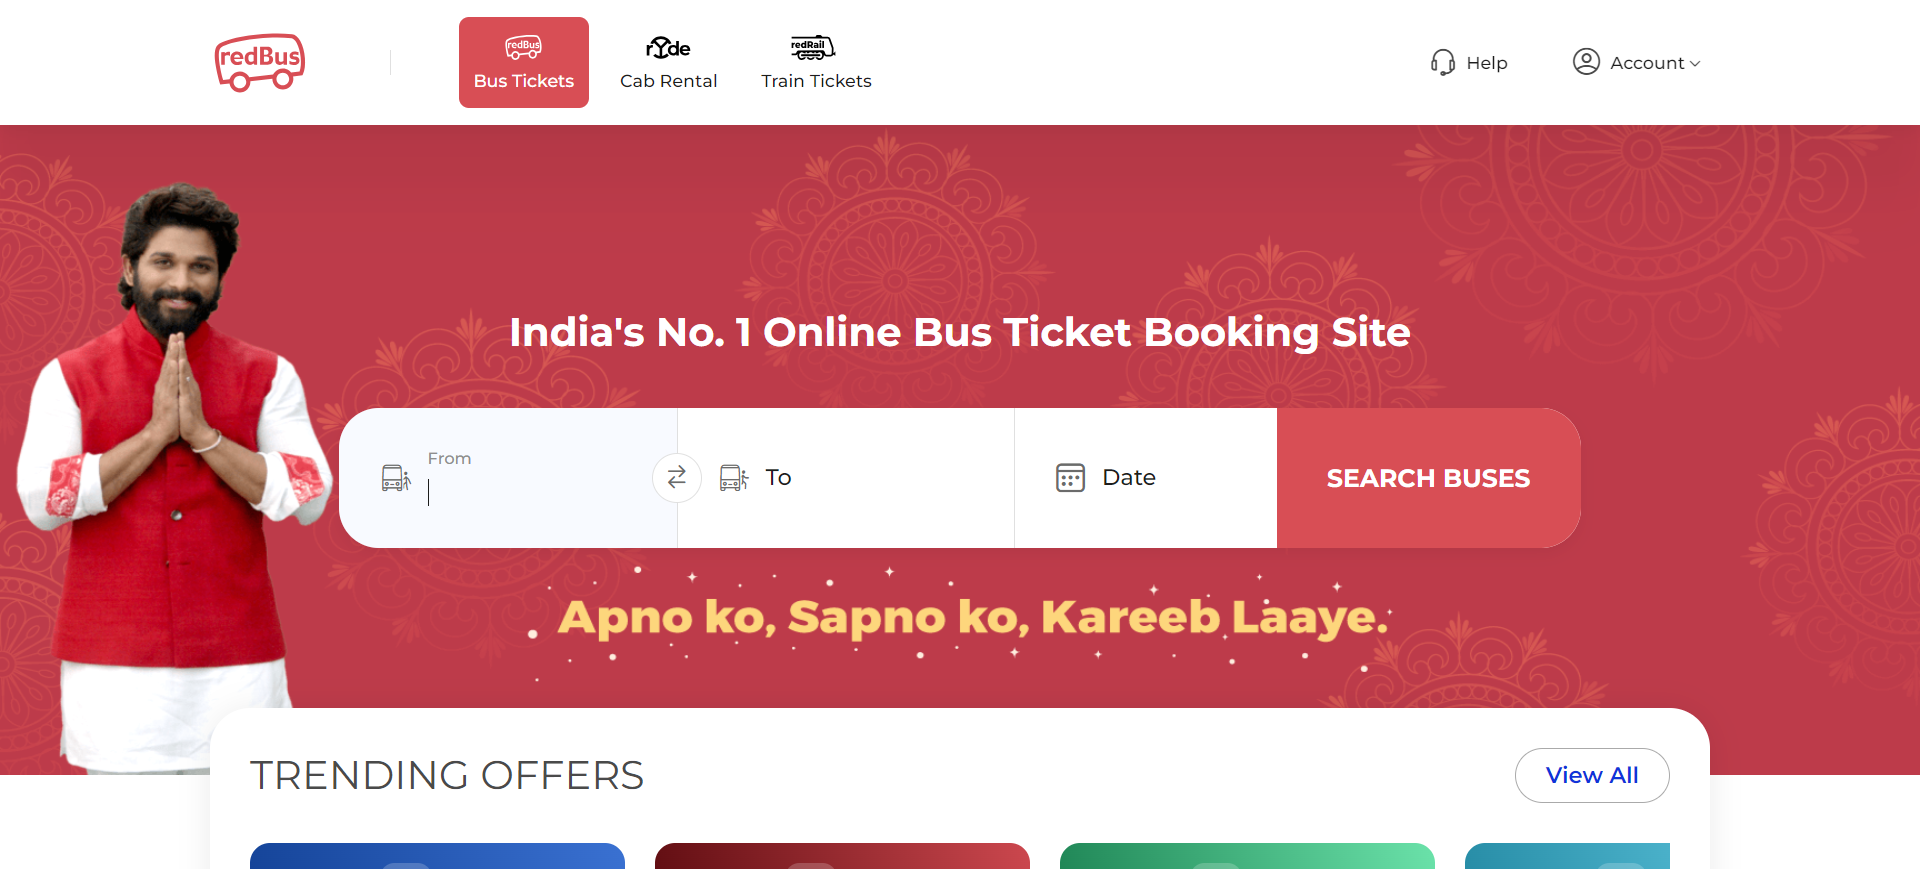 redBus
redBus
Bus Tickets
ryde
Cab Rental
redRail
Train Tickets
Help
Account
India's No. 1 Online Bus Ticket Booking Site
From
To
Date
SEARCH BUSES
Apno ko, Sapno ko, Kareeb Laaye.
TRENDING OFFERS
View All